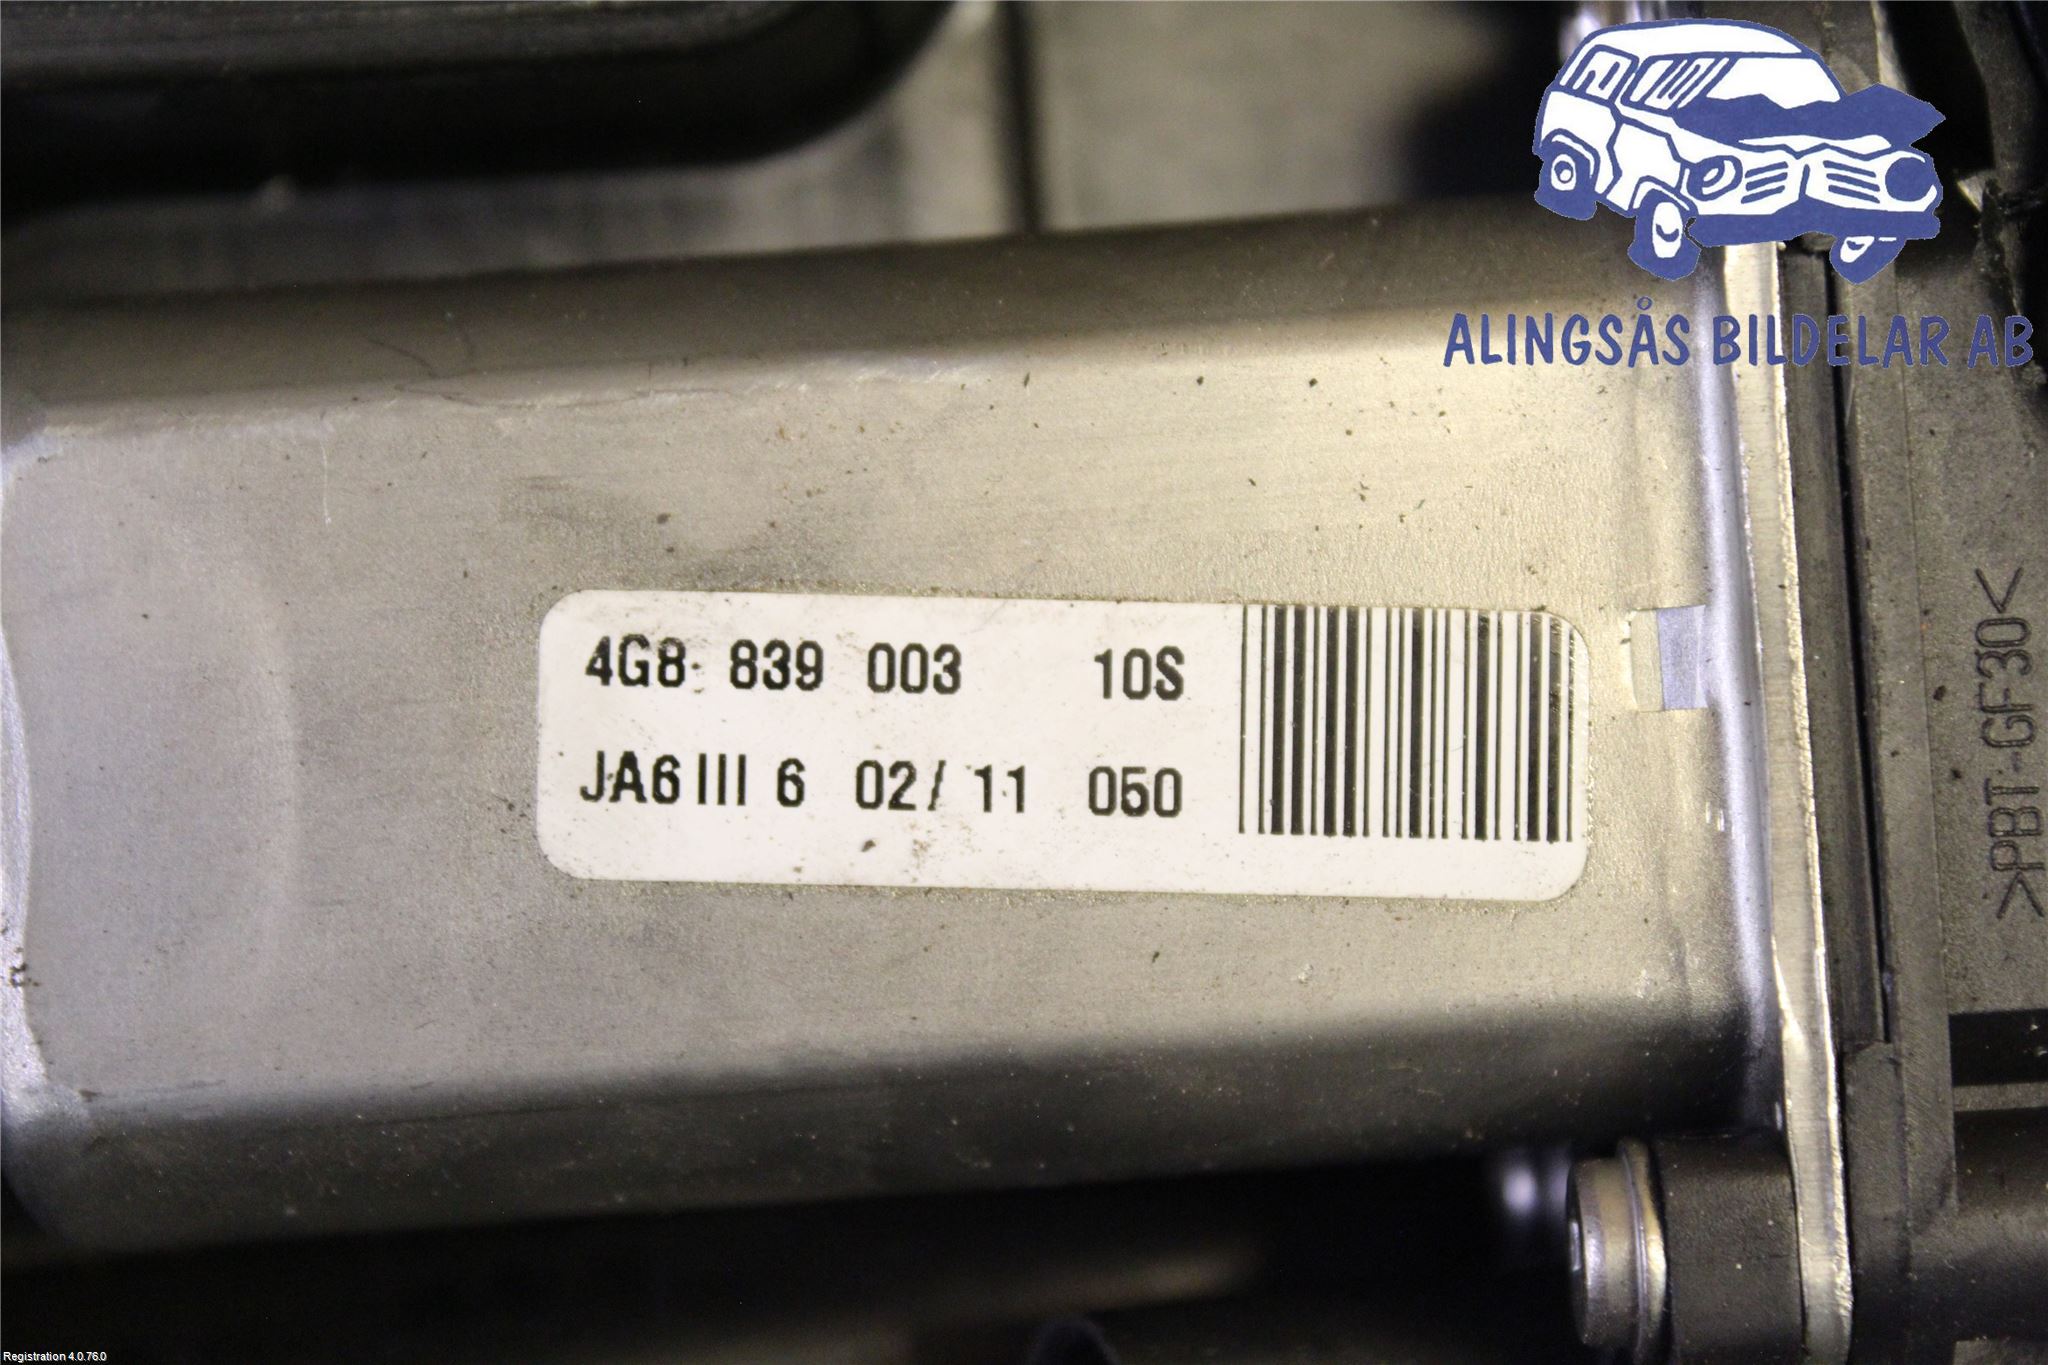 ALINGSÅS BILDELAR AB
4G8 839 003 10S
JA6 III 6 02/ 11 050
>PBT-GF30<
Registration 4.0.76.0